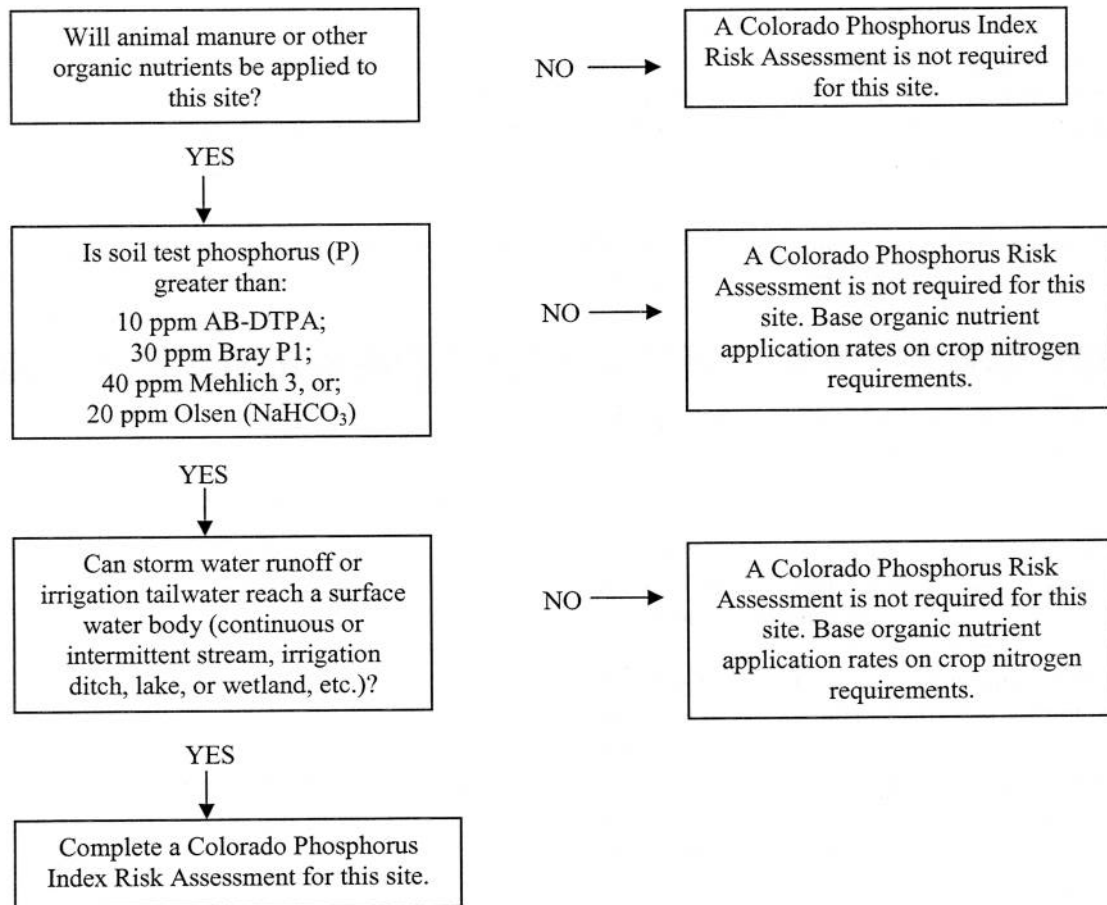 Will animal manure or other
organic nutrients be applied to
this site?
NO
A Colorado Phosphorus Index
Risk Assessment is not required
for this site.
YES
Is soil test phosphorus (P)
greater than:
10 ppm AB-DTPA;
30 ppm Bray P1;
40 ppm Mehlich 3, or;
20 ppm Olsen (NaHCO₃)
NO
A Colorado Phosphorus Risk
Assessment is not required for this
site. Base organic nutrient
application rates on crop nitrogen
requirements.
YES
Can storm water runoff or
irrigation tailwater reach a surface
water body (continuous or
intermittent stream, irrigation
ditch, lake, or wetland, etc.)?
NO
A Colorado Phosphorus Risk
Assessment is not required for this
site. Base organic nutrient
application rates on crop nitrogen
requirements.
YES
Complete a Colorado Phosphorus
Index Risk Assessment for this site.